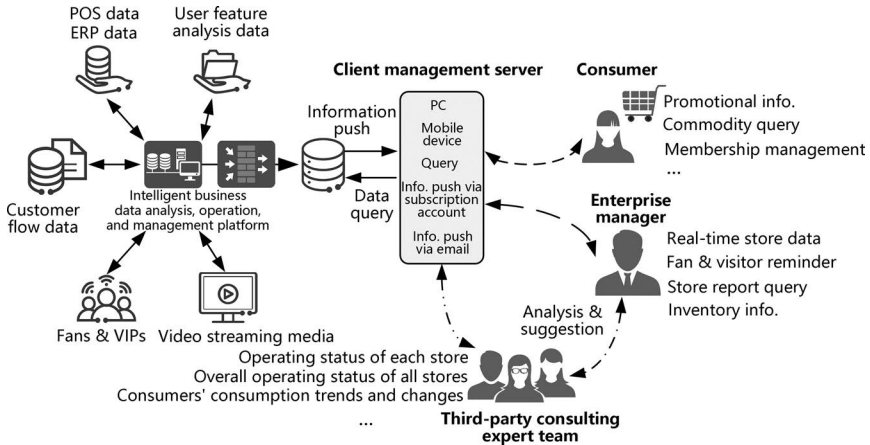 POS data
ERP data
User feature
analysis data
Client management server
Consumer
Information
push
PC
Mobile
device
Query
Info. push via
subscription
account
Info. push
via email
Promotional info.
Commodity query
Membership management
...
Customer
flow data
Intelligent business
data analysis, operation,
and management platform
Data
query
Enterprise
manager
Real-time store data
Fan & visitor reminder
Store report query
Inventory info.
Fans & VIPs
Video streaming media
Analysis &
suggestion
Operating status of each store
Overall operating status of all stores
Consumers' consumption trends and changes
...
Third-party consulting
expert team